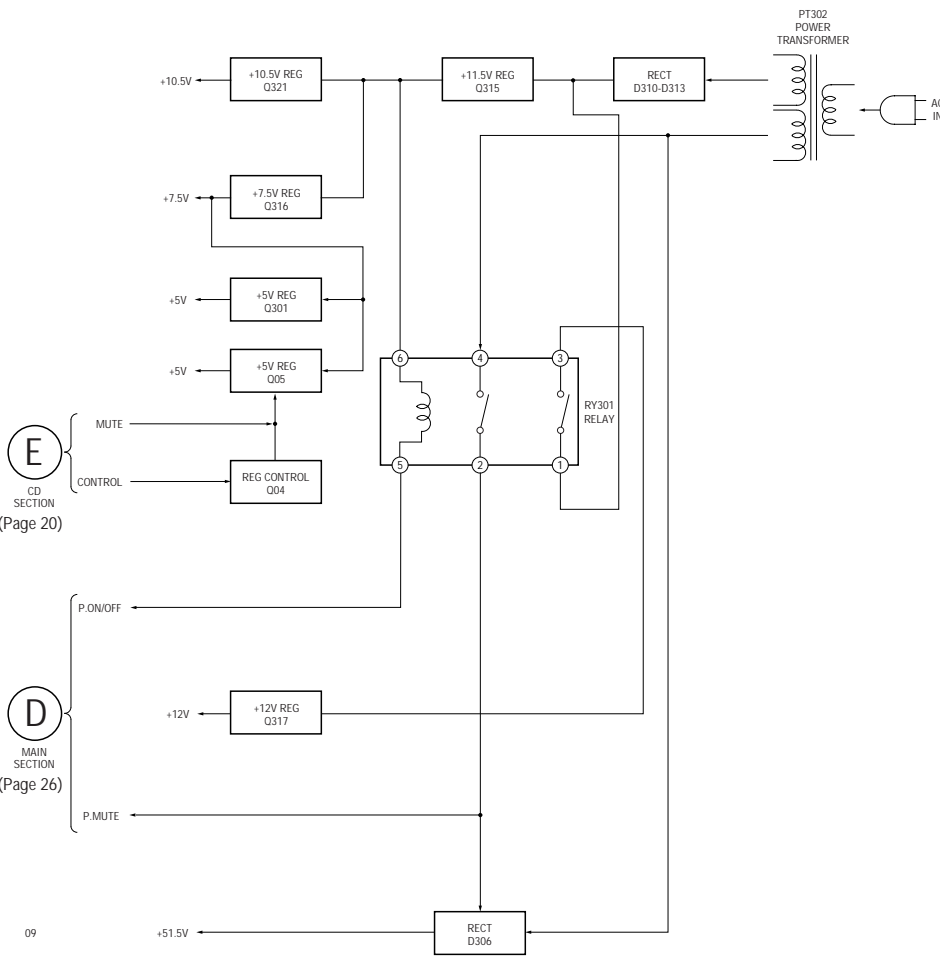 PT302
POWER
TRANSFORMER
+10.5V
+10.5V REG
Q321
+11.5V REG
Q315
RECT
D310-D313
+7.5V
+7.5V REG
Q316
+5V
+5V REG
Q301
+5V
+5V REG
Q05
6
4
3
RY301
RELAY
5
2
1
MUTE
E
CONTROL
REG CONTROL
Q04
CD
SECTION
(Page 20)
P.ON/OFF
D
+12V
+12V REG
Q317
MAIN
SECTION
(Page 26)
P.MUTE
09
+51.5V
RECT
D306